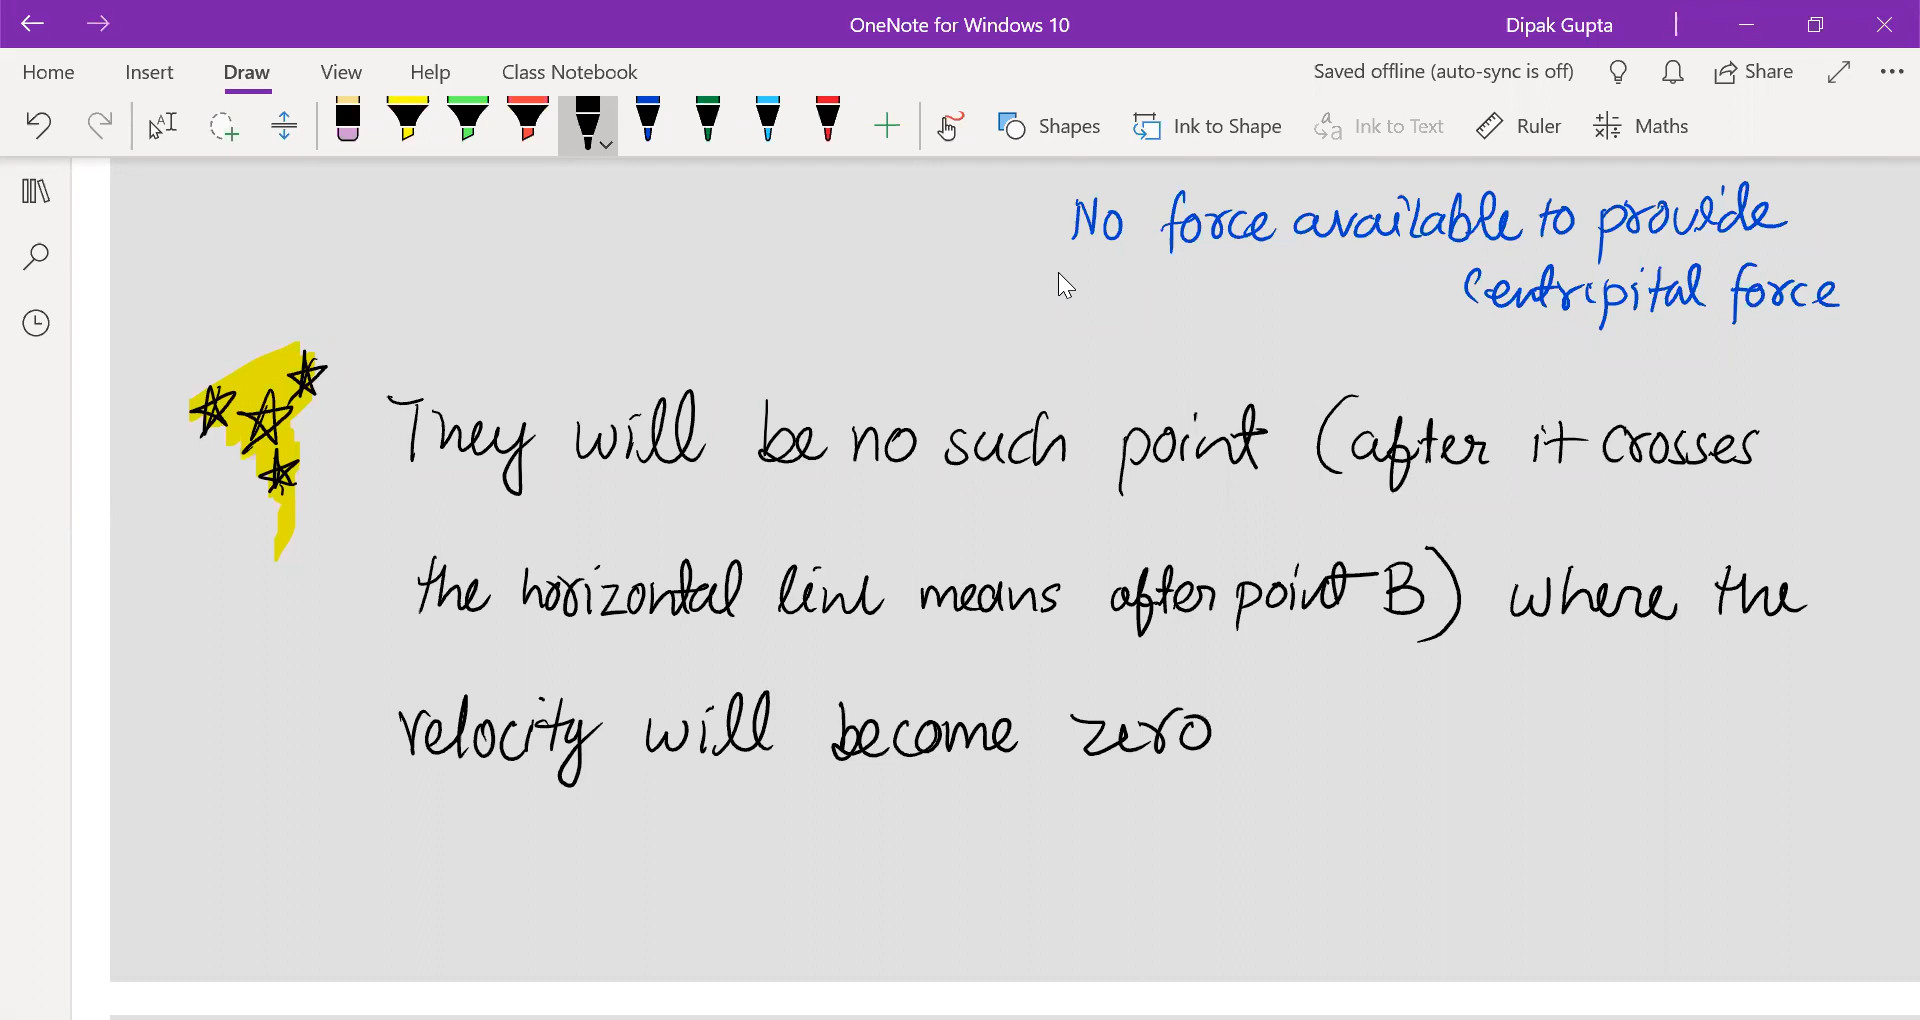 OneNote for Windows 10
Dipak Gupta
Home Insert Draw View Help Class Notebook
Saved offline (auto-sync is off) Share
Shapes Ink to Shape Ink to Text Ruler Maths
No force available to provide
Centripital force
They will be no such point (after it crosses
the horizontal line means after point B) where the
velocity will become zero